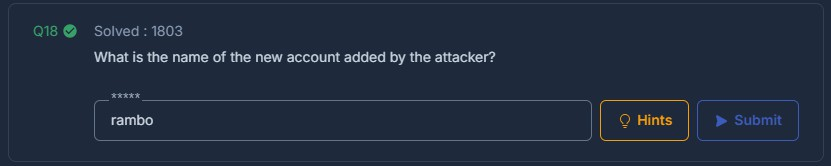 Q18 Solved : 1803
What is the name of the new account added by the attacker?
*****
rambo Hints Submit